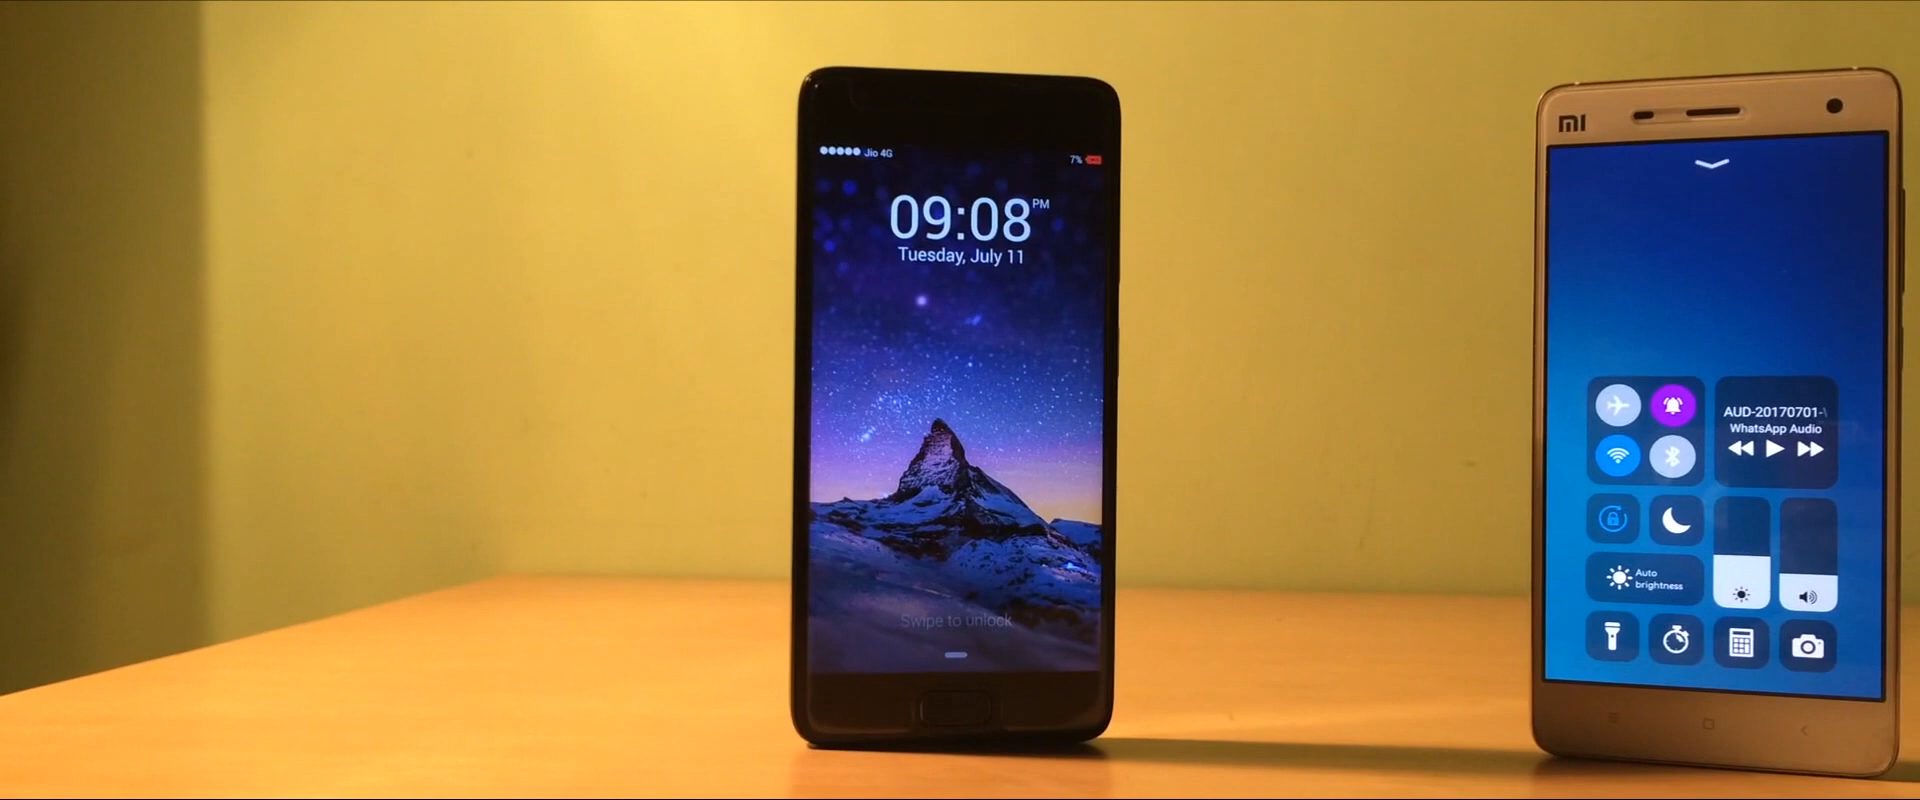 Jio 4G
7%
09:08 PM
Tuesday, July 11
Swipe to unlock
mi
AUD-20170701-
WhatsApp Audio
Auto
brightness